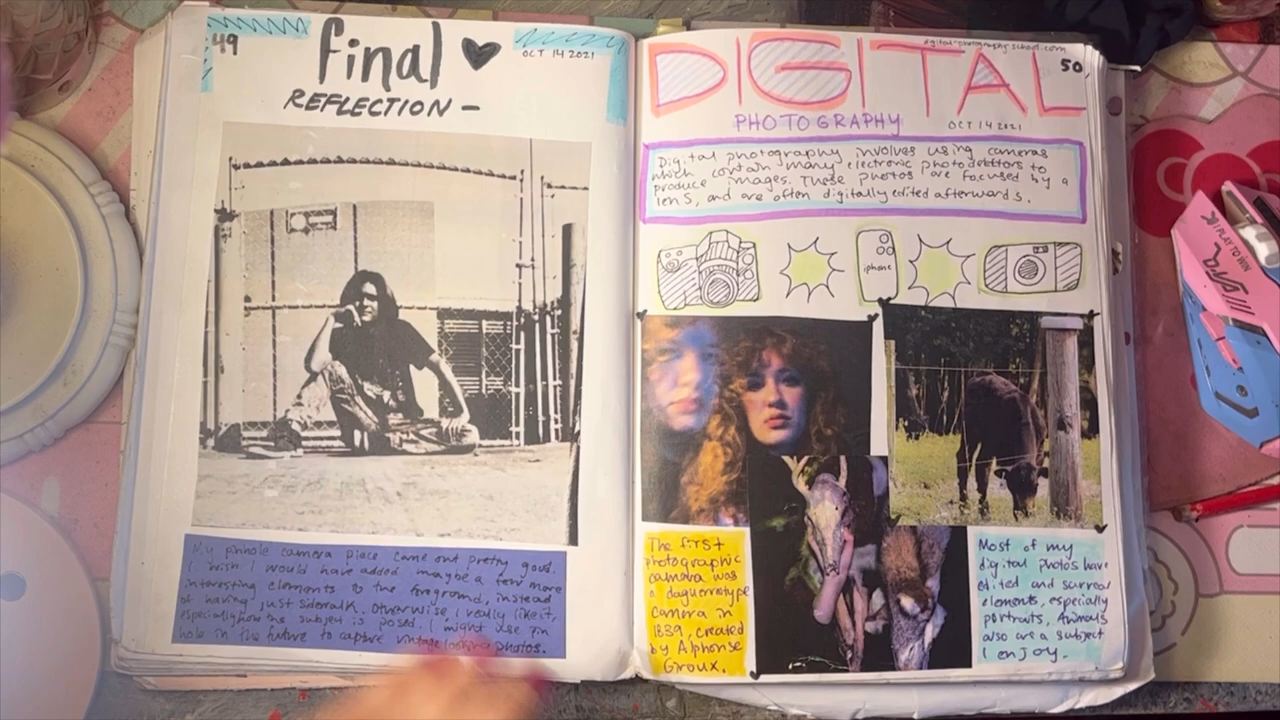 49
final
OCT 14 2021
REFLECTION -
My pinhole camera piece came out pretty good.
I wish I would have added maybe a few more
interesting elements to the foreground, instead
of having just sidewalk. Otherwise, I really like it,
especially how the subject is posed. I might use pin
hole in the future to capture vintage looking photos.
digital-photography-school.com
50
DIGITAL
PHOTOGRAPHY
OCT 14 2021
Digital photography involves using cameras
which contain many electronic photodetectors to
produce images. These photos are focused by a
lens, and are often digitally edited afterwards.
iphone
The first
photographic
camera was
a daguerrotype
camera in
1839, created
by Alphonse
Giroux.
Most of my
digital photos have
edited and surreal
elements, especially
portraits. Animals
also are a subject
I enjoy.
I PLAY TO WIN